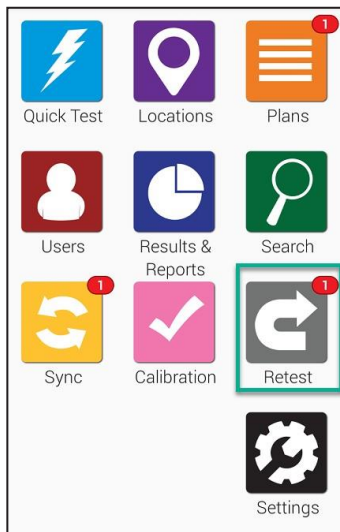 1
Quick Test
Locations
Plans
Users
Results &
Reports
Search
1
1
Sync
Calibration
Retest
Settings